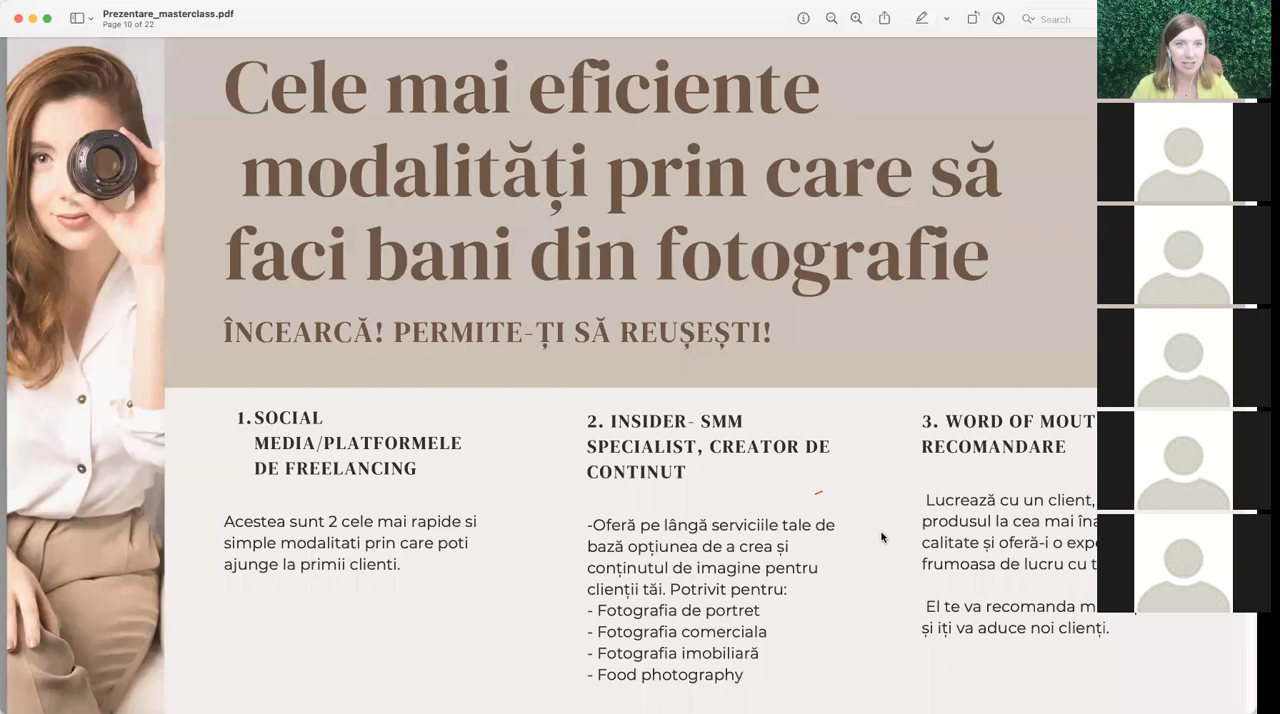 Prezentare_masterclass.pdf
Page 10 of 22
Search
Cele mai eficiente
modalități prin care să
faci bani din fotografie
ÎNCEARCĂ! PERMITE-ȚI SĂ REUȘEȘTI!
1. SOCIAL
MEDIA/PLATFORMELE
DE FREELANCING
Acestea sunt 2 cele mai rapide si
simple modalitati prin care poti
ajunge la primii clienti.
2. INSIDER- SMM
SPECIALIST, CREATOR DE
CONTINUT
-Oferă pe lângă serviciile tale de
bază opțiunea de a crea și
conținutul de imagine pentru
clienții tăi. Potrivit pentru:
- Fotografia de portret
- Fotografia comerciala
- Fotografia imobiliară
- Food photography
3. WORD OF MOUT
RECOMANDARE
Lucrează cu un client,
produsul la cea mai
calitate și oferă-i o
frumoasa de lucru cu
El te va recomanda
și iți va aduce noi clienți.